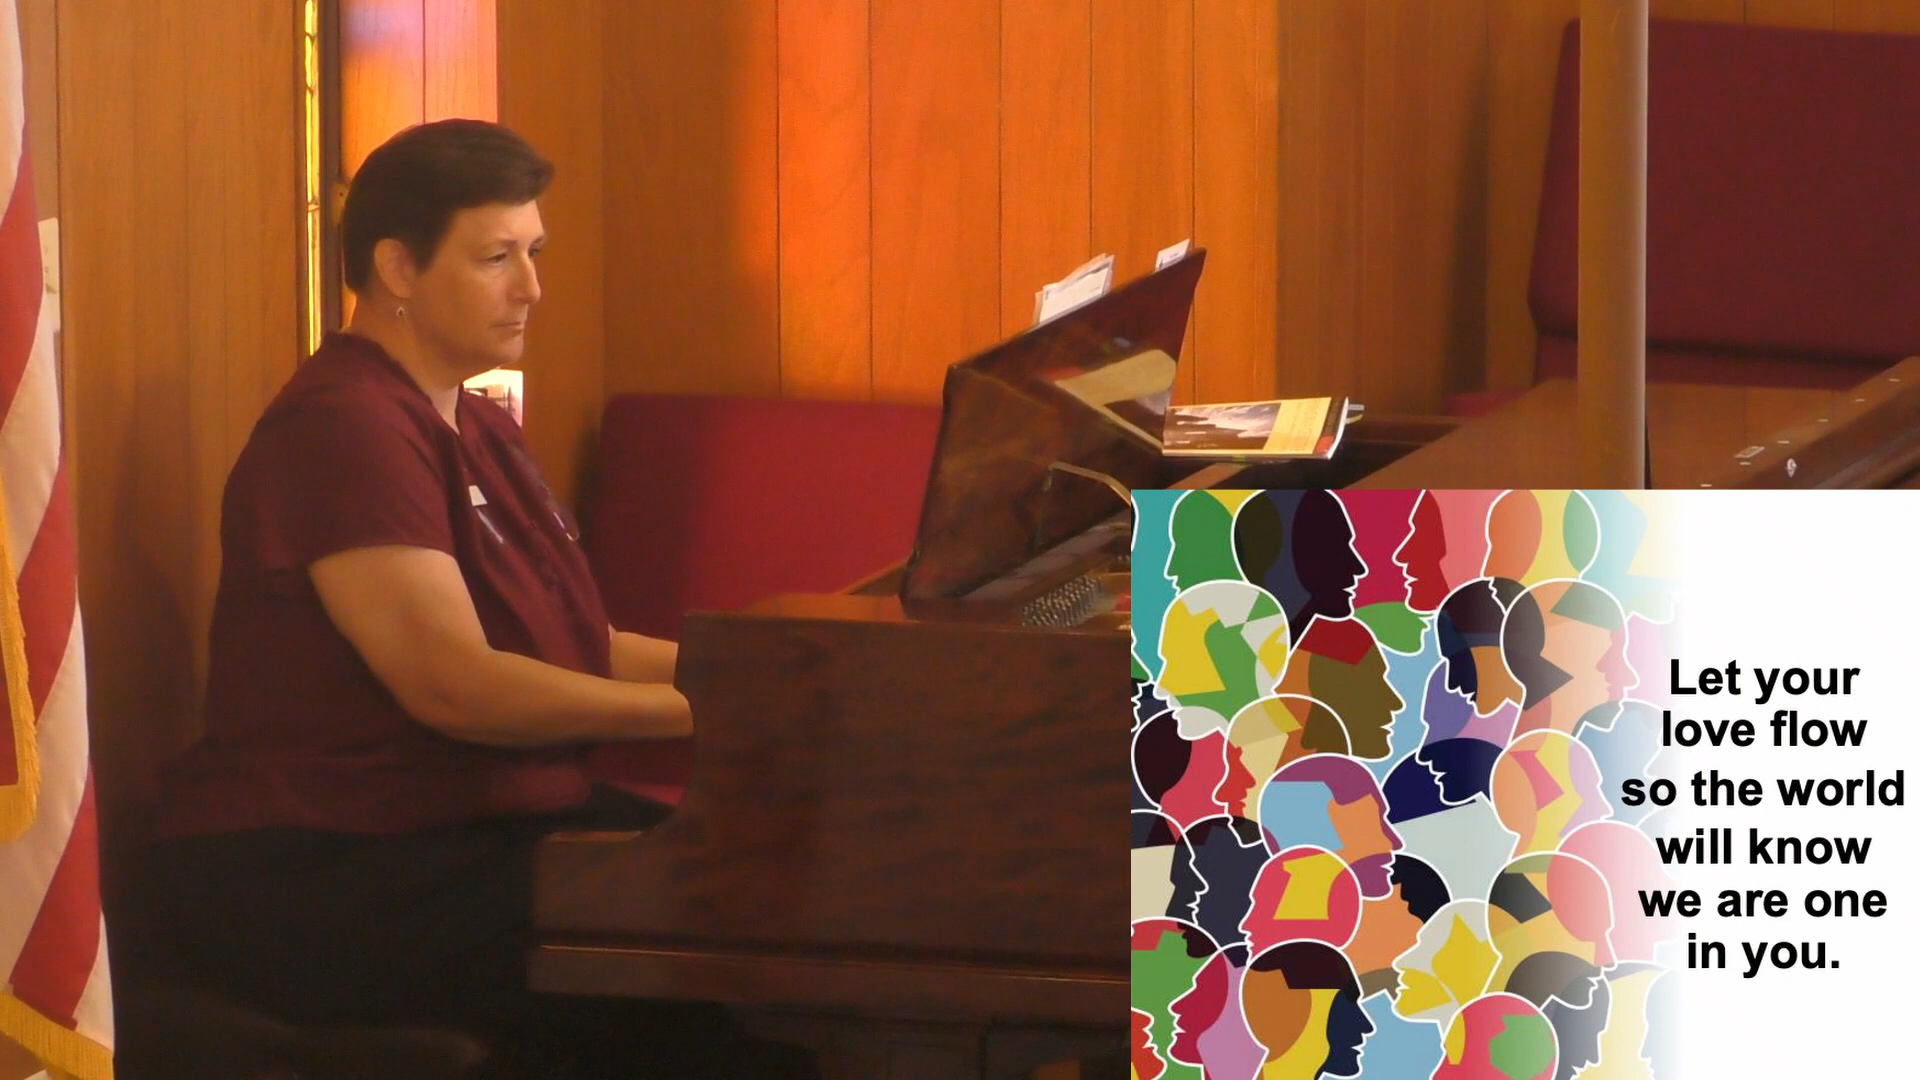 Let your
love flow
so the world
will know
we are one
in you.